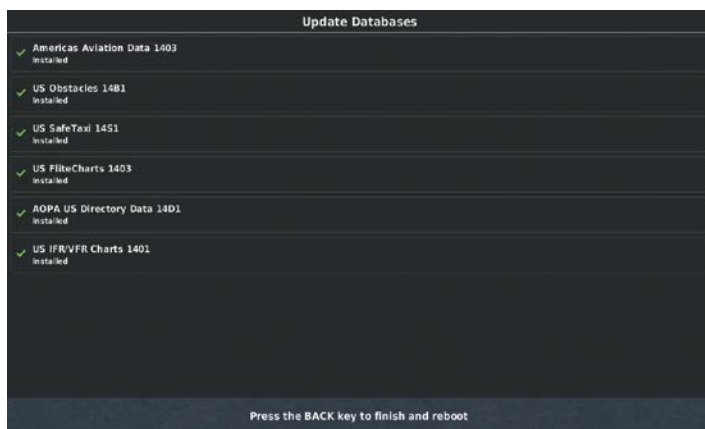 Update Databases
Americas Aviation Data 1403
Installed
US Obstacles 14B1
Installed
US SafeTaxi 14S1
Installed
US FliteCharts 1403
Installed
AOPA US Directory Data 14D1
Installed
US IFR/VFR Charts 1401
Installed
Press the BACK key to finish and reboot